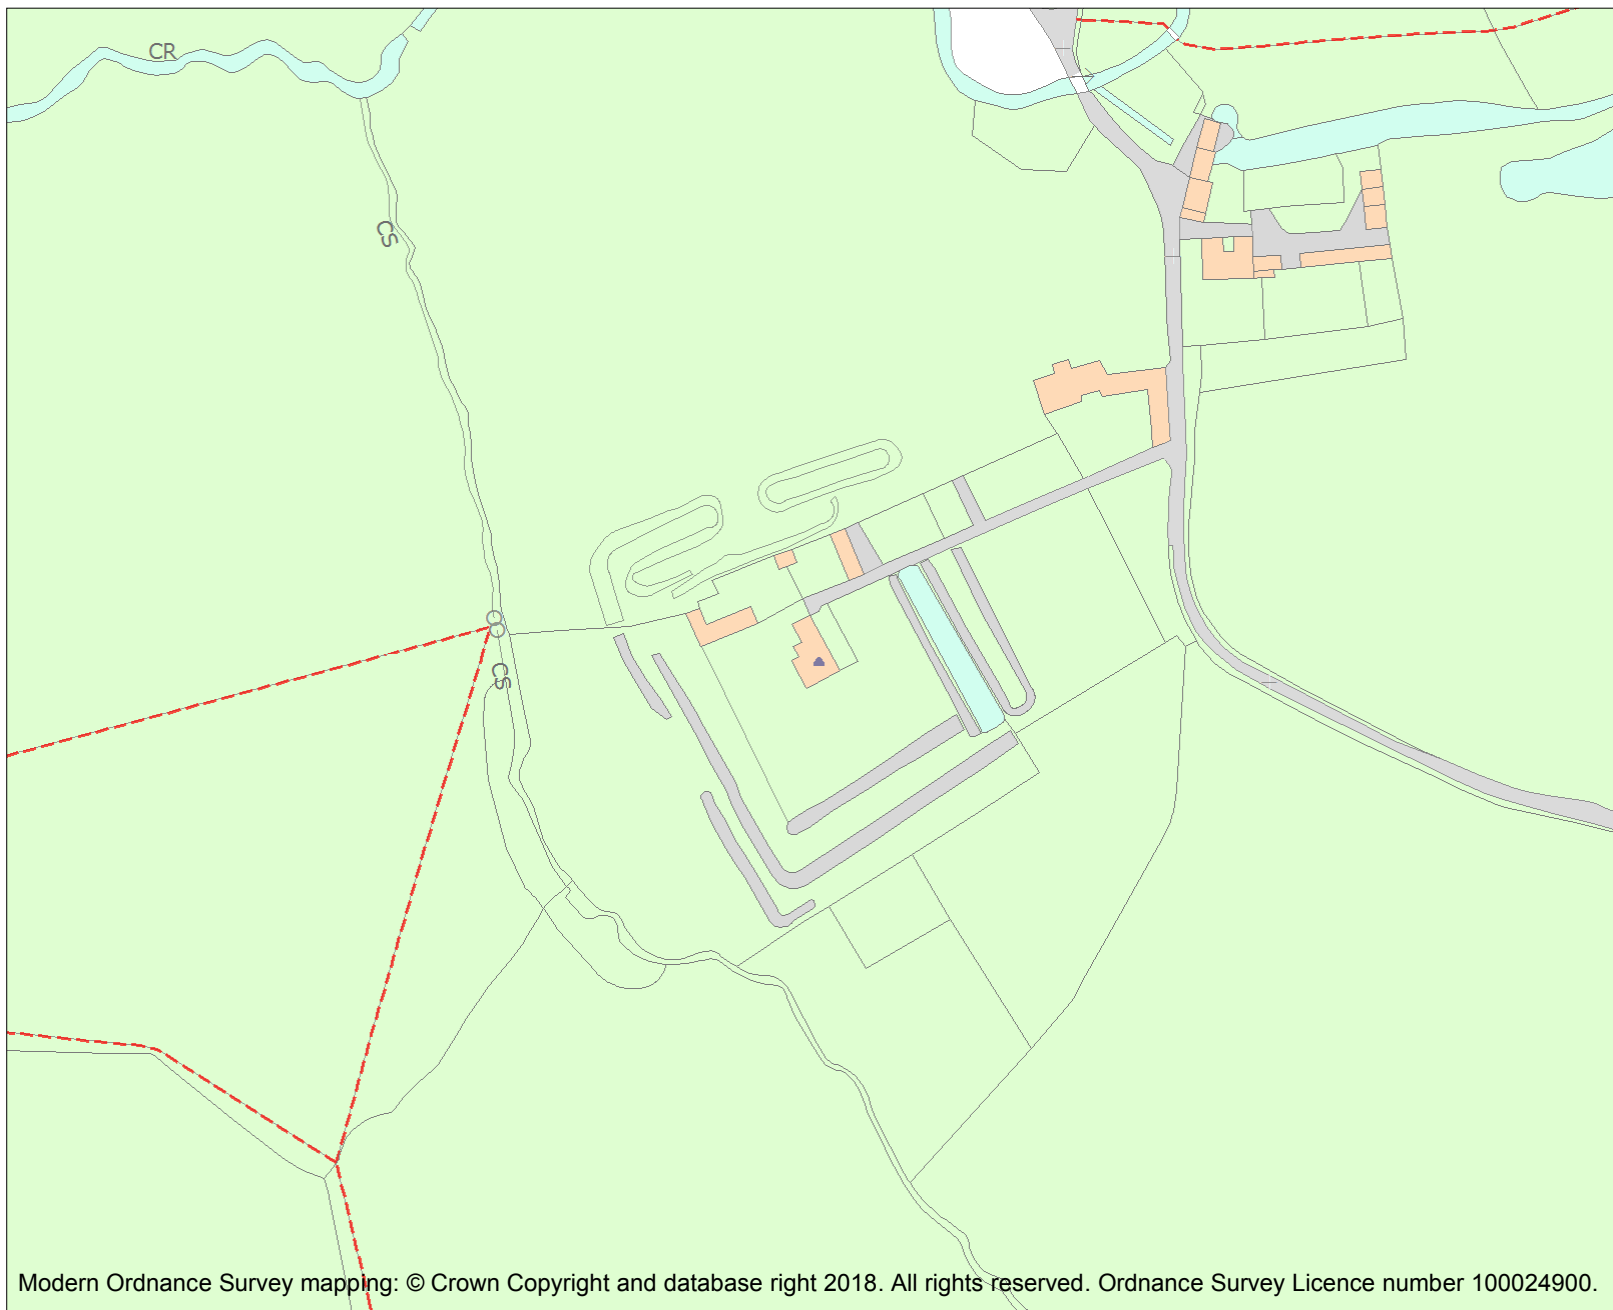 CR
CS
CS
Modern Ordnance Survey mapping: © Crown Copyright and database right 2018. All rights reserved. Ordnance Survey Licence number 100024900.